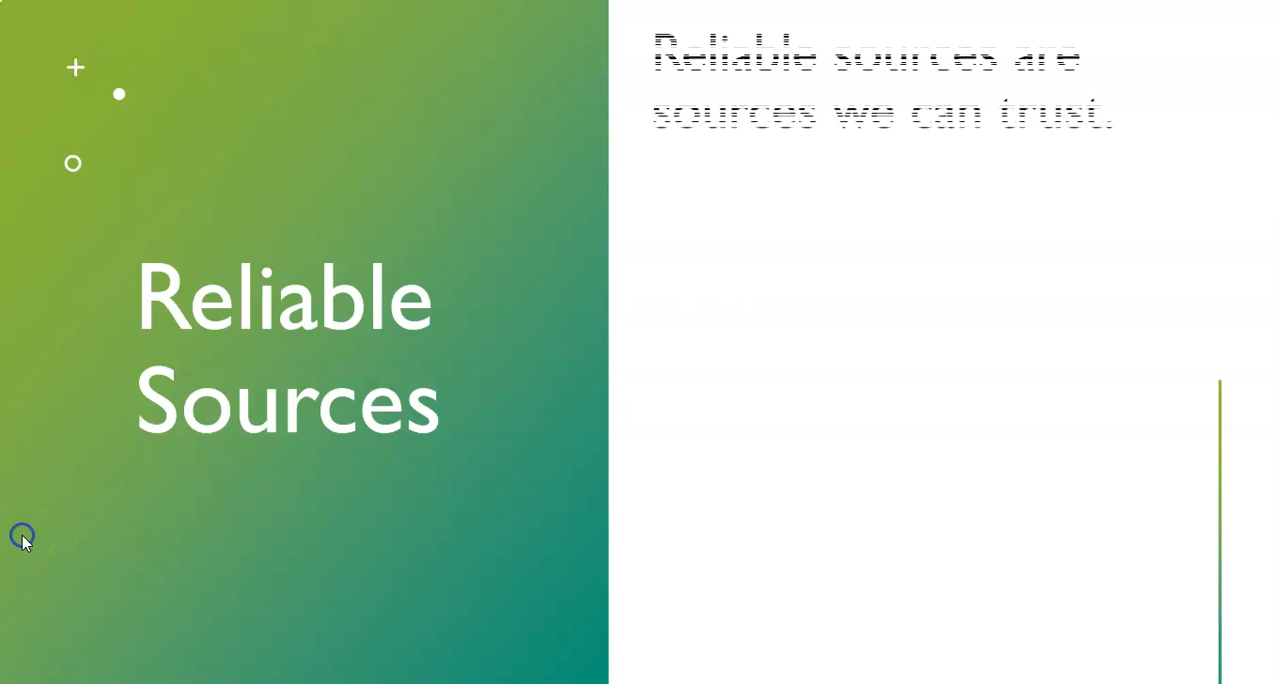 Reliable
Sources
Reliable sources are
sources we can trust.